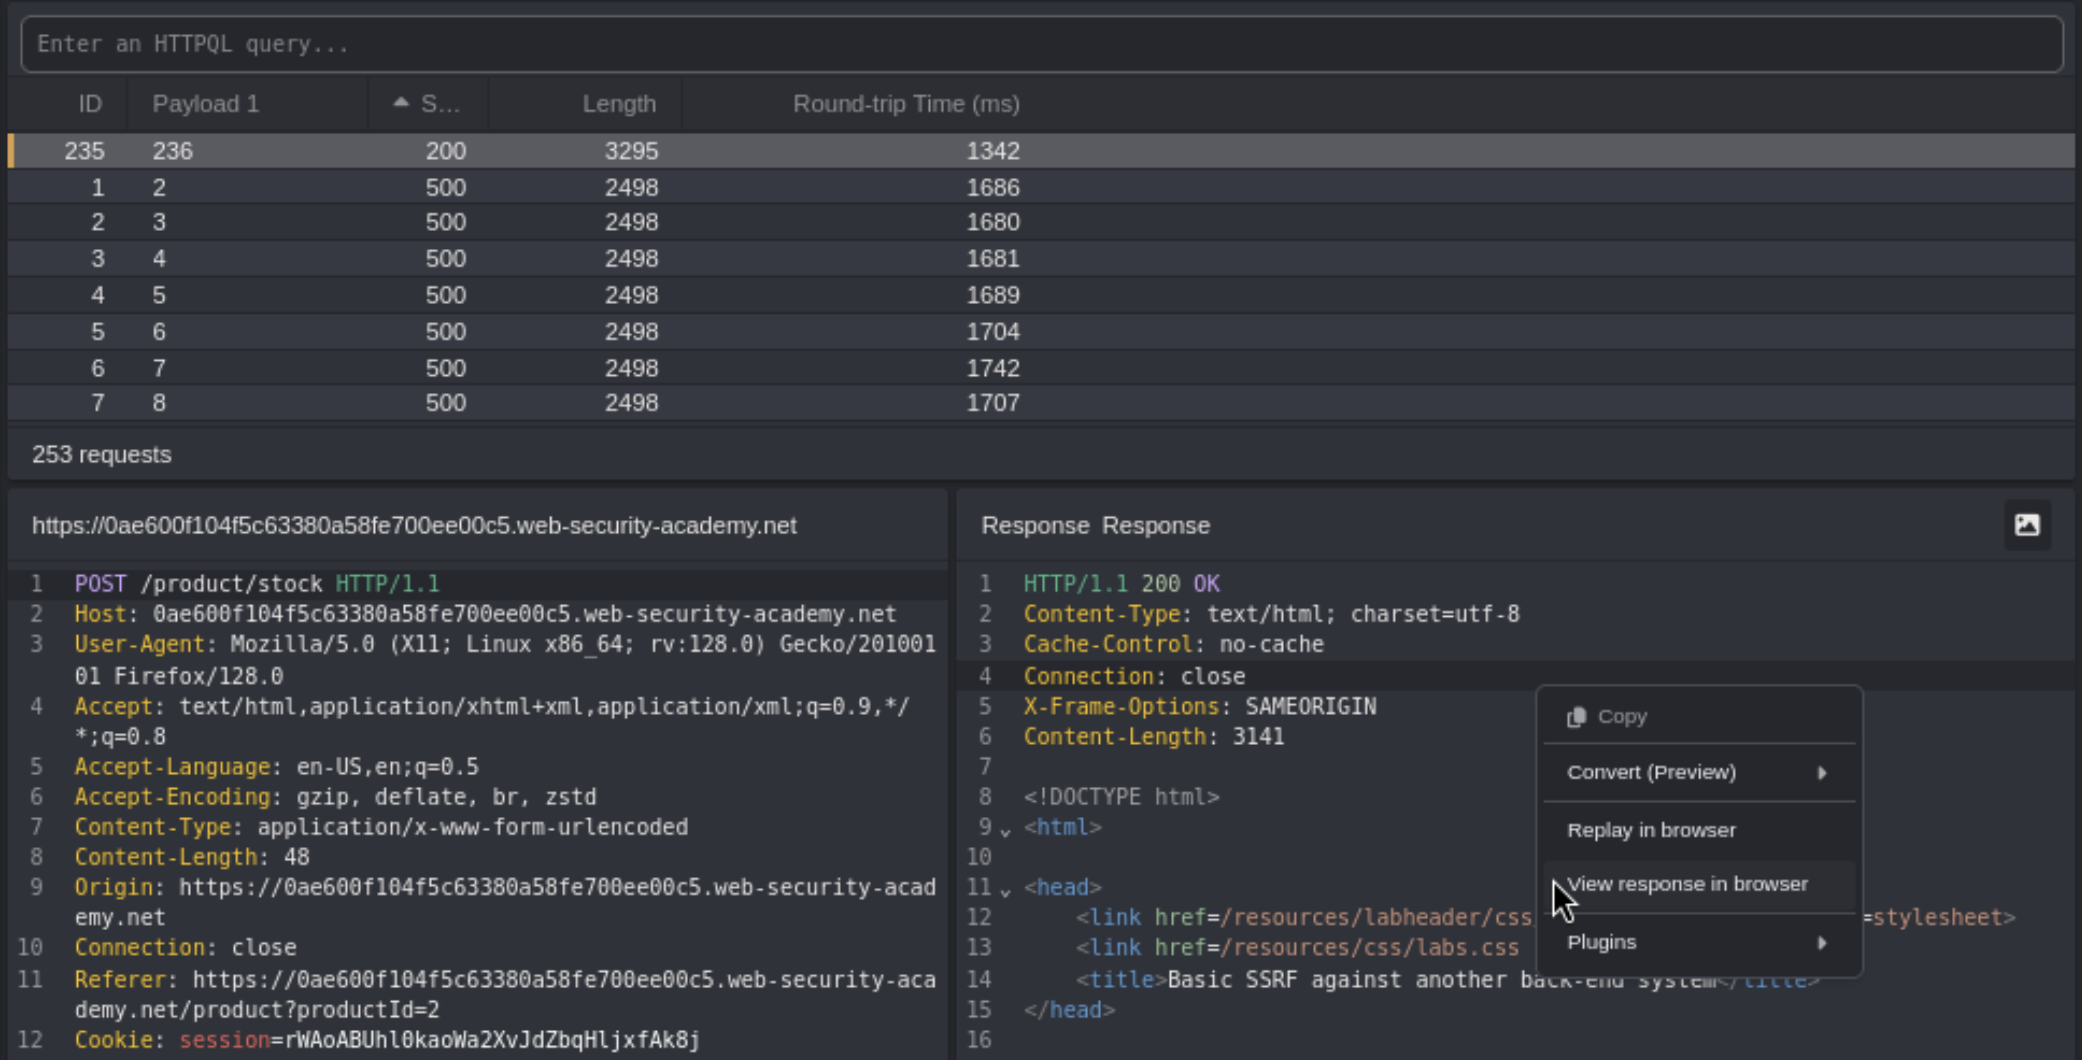 Enter an HTTPQL query...
ID Payload 1 S... Length Round-trip Time (ms)
235 236 200 3295 1342
1 2 500 2498 1686
2 3 500 2498 1680
3 4 500 2498 1681
4 5 500 2498 1689
5 6 500 2498 1704
6 7 500 2498 1742
7 8 500 2498 1707
253 requests
https://0ae600f104f5c63380a58fe700ee00c5.web-security-academy.net
1 POST /product/stock HTTP/1.1
2 Host: 0ae600f104f5c63380a58fe700ee00c5.web-security-academy.net
3 User-Agent: Mozilla/5.0 (X11; Linux x86_64; rv:128.0) Gecko/201001
01 Firefox/128.0
4 Accept: text/html,application/xhtml+xml,application/xml;q=0.9,*/
*;q=0.8
5 Accept-Language: en-US,en;q=0.5
6 Accept-Encoding: gzip, deflate, br, zstd
7 Content-Type: application/x-www-form-urlencoded
8 Content-Length: 48
9 Origin: https://0ae600f104f5c63380a58fe700ee00c5.web-security-acad
emy.net
10 Connection: close
11 Referer: https://0ae600f104f5c63380a58fe700ee00c5.web-security-aca
demy.net/product?productId=2
12 Cookie: session=rWAoABUhl0kaoWa2XvJdZbqHljxfAk8j
Response Response
1 HTTP/1.1 200 OK
2 Content-Type: text/html; charset=utf-8
3 Cache-Control: no-cache
4 Connection: close
5 X-Frame-Options: SAMEORIGIN
6 Content-Length: 3141
7
8 <!DOCTYPE html>
9 <html>
10
11 <head>
12 <link href=/resources/labheader/css =stylesheet>
13 <link href=/resources/css/labs.css
14 <title>Basic SSRF against another back-end system</title>
15 </head>
16
Copy
Convert (Preview)
Replay in browser
View response in browser
Plugins